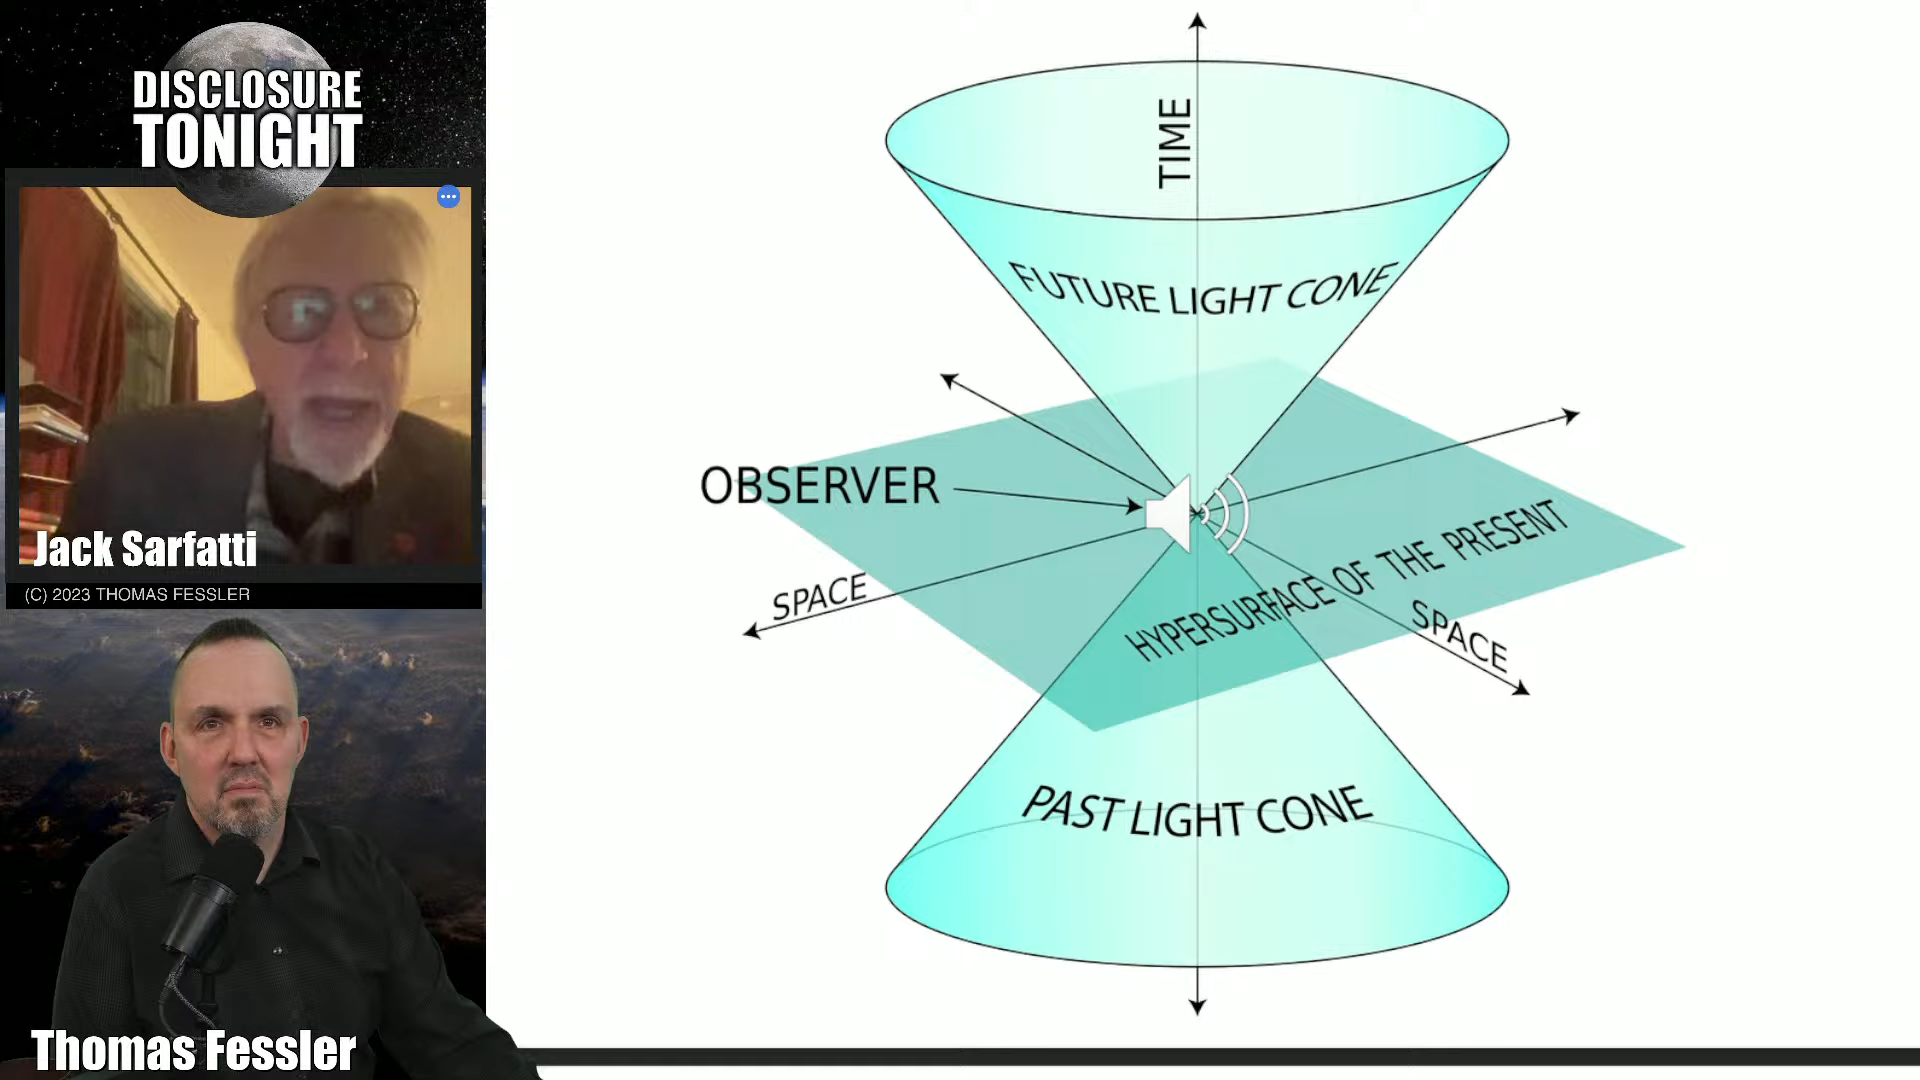 DISCLOSURE
TONIGHT
Jack Sarfatti
(C) 2023 THOMAS FESSLER
Thomas Fessler
TIME
FUTURE LIGHT CONE
OBSERVER
SPACE
HYPERSURFACE OF THE PRESENT
SPACE
PAST LIGHT CONE